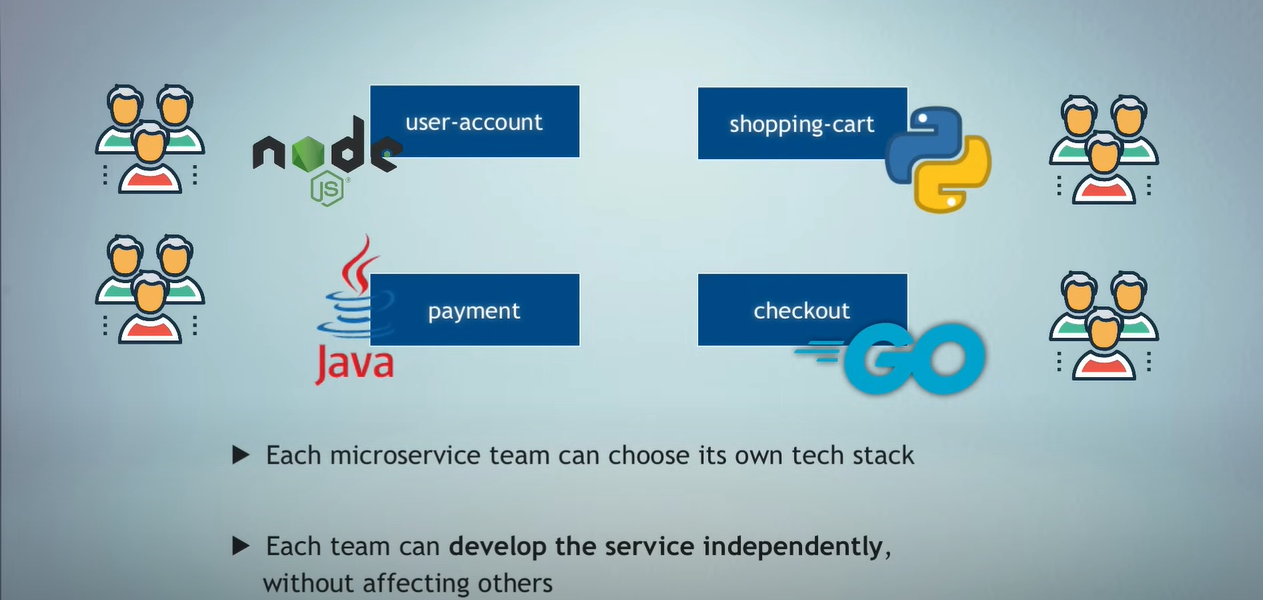 user-account
shopping-cart
node
JS
payment
checkout
Java
GO
Each microservice team can choose its own tech stack
Each team can develop the service independently,
without affecting others